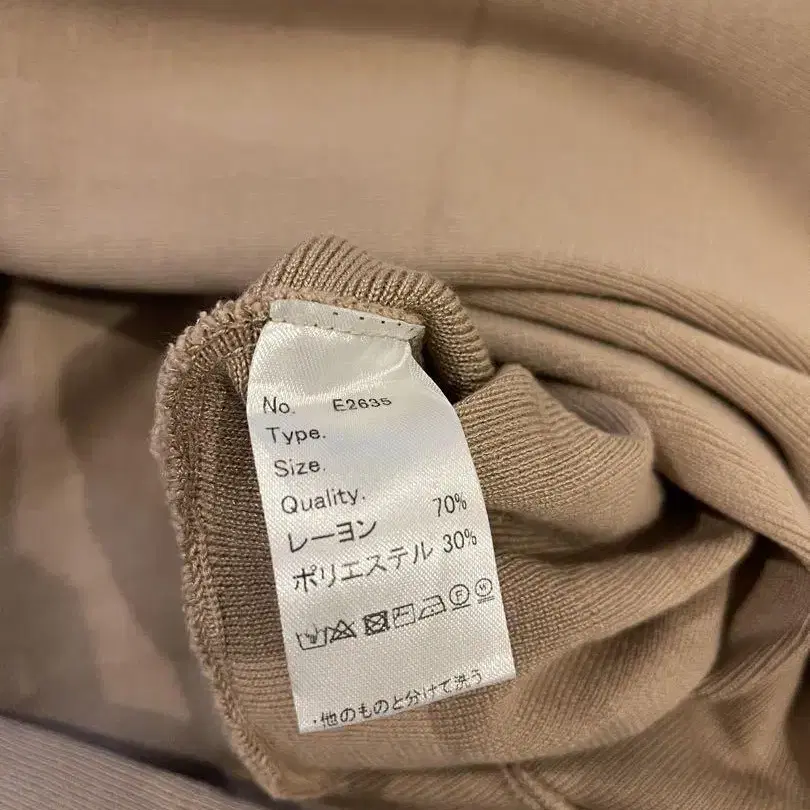 No. E2635
Type.
Size.
Quality.
レーヨン 70%
ポリエステル 30%
F W
・他のものと分けて洗う